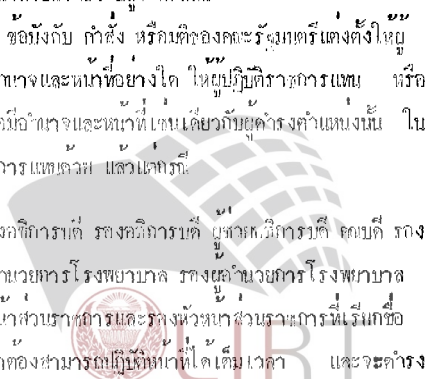 ข้อบังคับ คำสั่ง หรือมติของคณะรัฐมนตรีแต่งตั้งให้ผู้
อำนาจและหน้าที่อย่างใด ให้ผู้ปฏิบัติราชการแทน หรือ
มีอำนาจและหน้าที่เช่นเดียวกับผู้ดำรงตำแหน่งนั้น ใน
การแทนด้วย แล้วแต่กรณี
อธิการบดี รองอธิการบดี ผู้ช่วยอธิการบดี คณบดี รอง
อำนวยการโรงพยาบาล รองผู้อำนวยการโรงพยาบาล
ส่วนราชการและรองหัวหน้าส่วนราชการที่เรียกชื่อ
ต้องสามารถปฏิบัติหน้าที่ได้เต็มเวลา และจะดำรง
LIRT